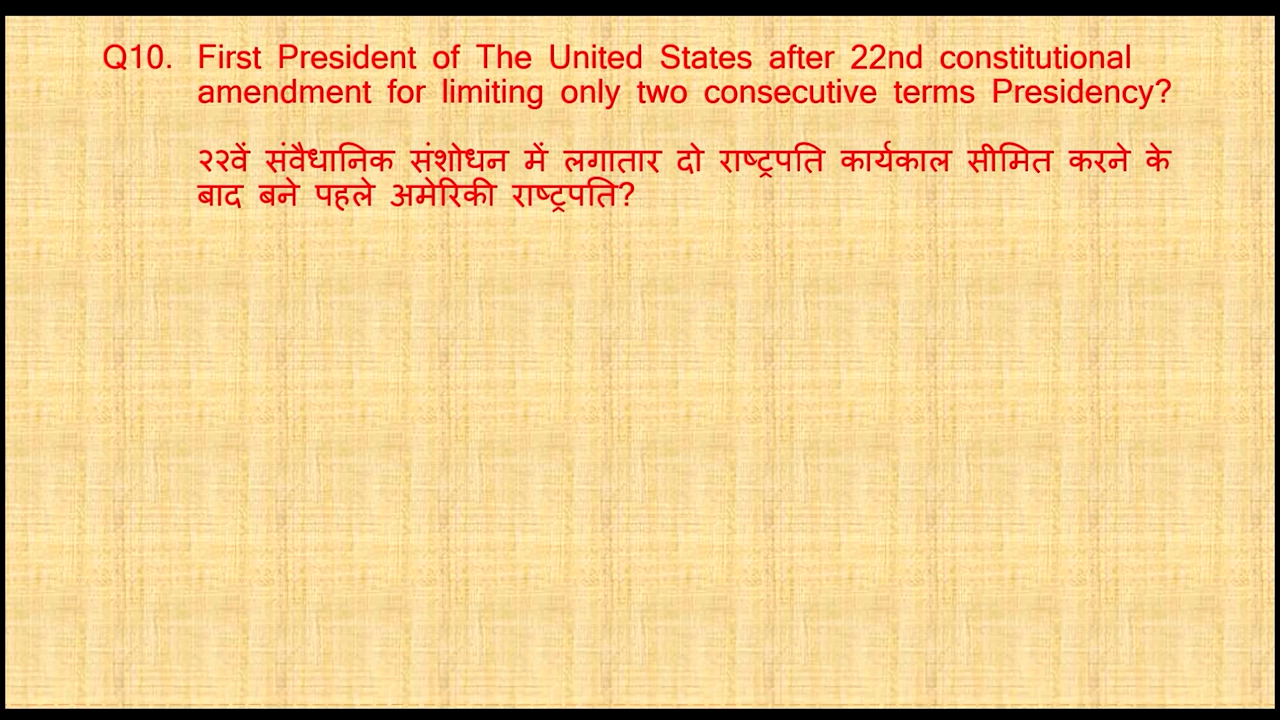 Q10. First President of The United States after 22nd constitutional
amendment for limiting only two consecutive terms Presidency?
२२वें संवैधानिक संशोधन में लगातार दो राष्ट्रपति कार्यकाल सीमित करने के
बाद बने पहले अमेरिकी राष्ट्रपति?